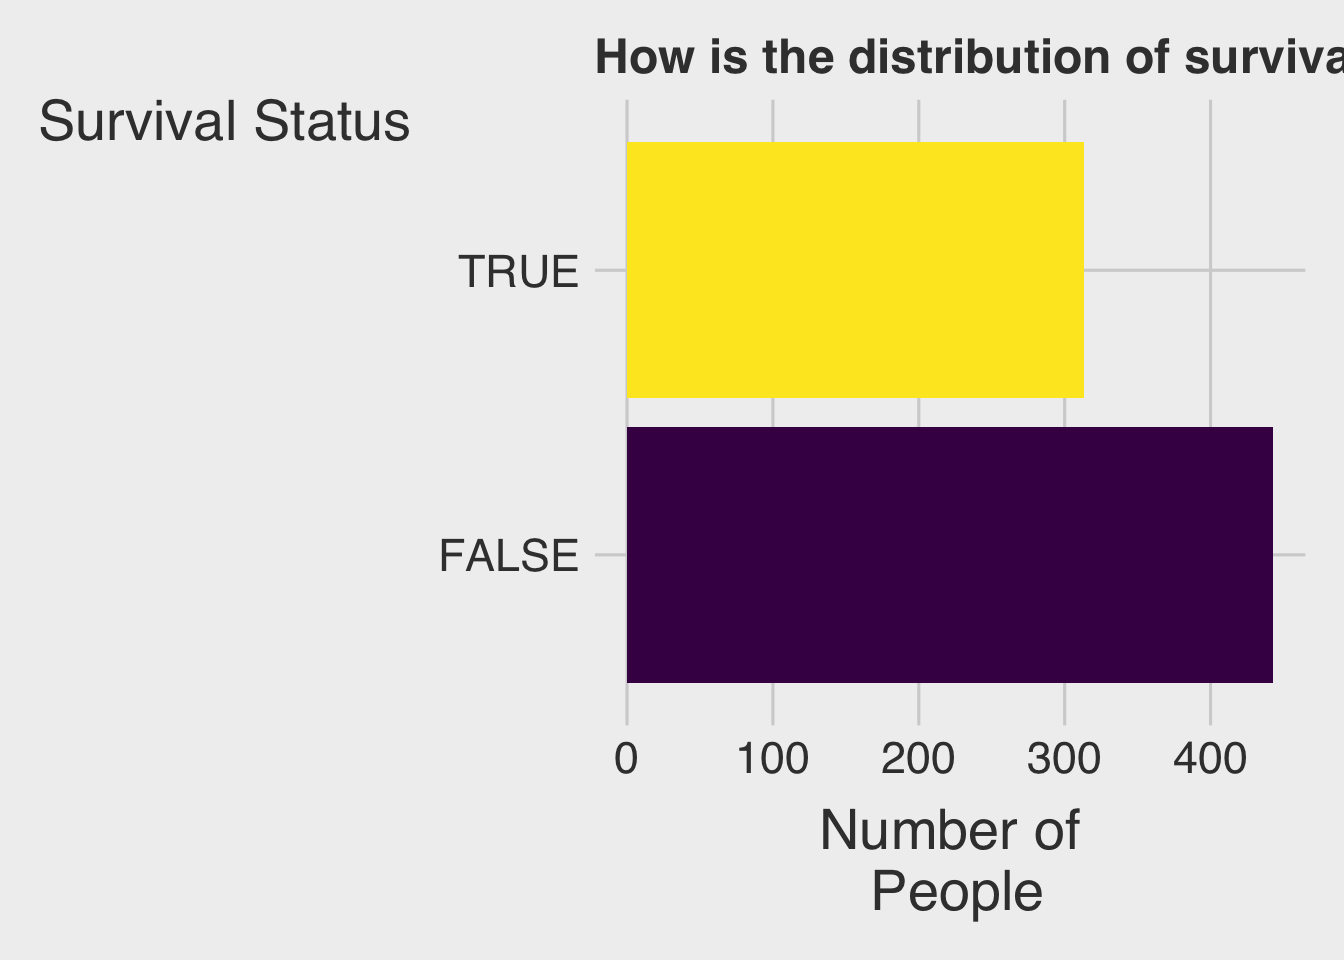 How is the distribution of surviva
Survival Status
TRUE
FALSE
0 100 200 300 400
Number of
People